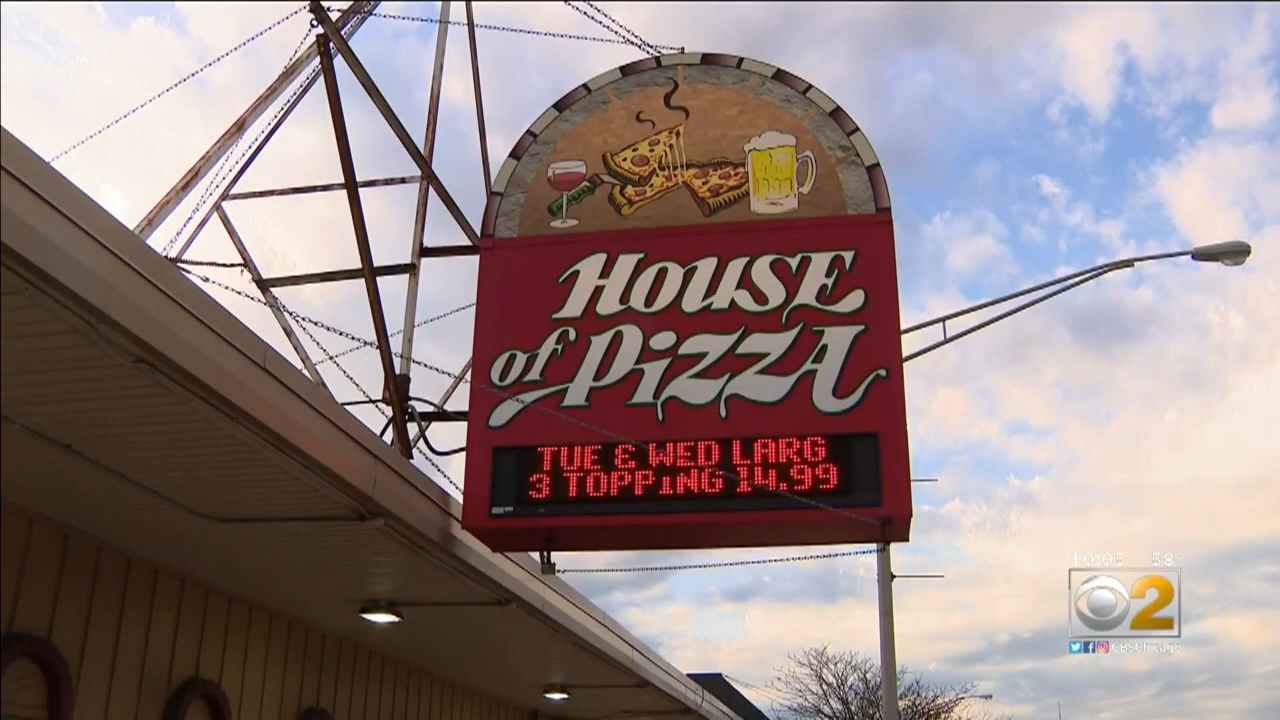 House
of Pizza
TUE & WED LARG
3 TOPPING 14.99
10:05 58°
2
CBSChicago